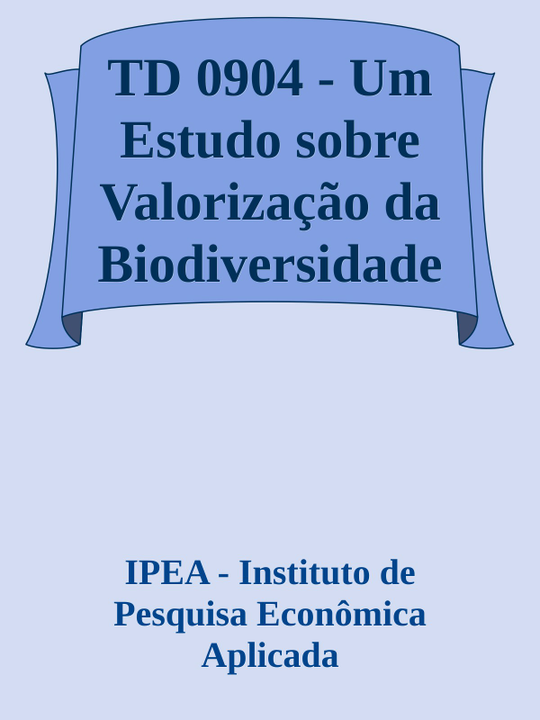 TD 0904 - Um
Estudo sobre
Valorização da
Biodiversidade
IPEA - Instituto de
Pesquisa Econômica
Aplicada